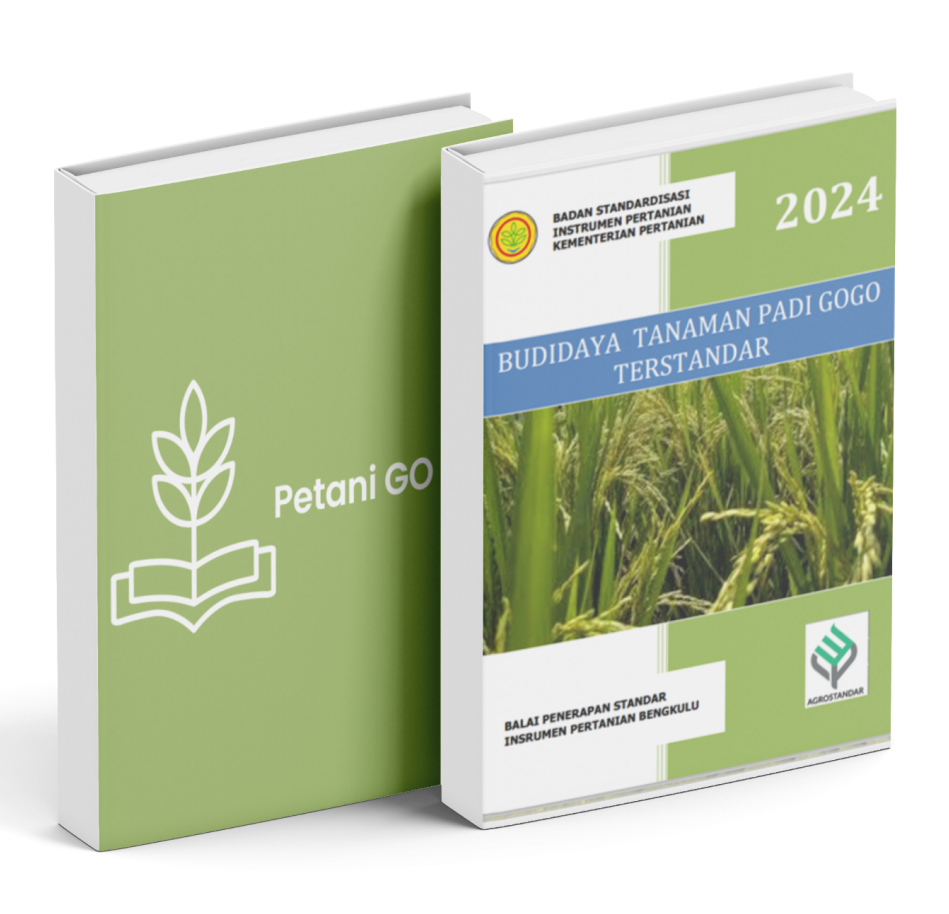 Petani GO
BADAN STANDARDISASI
INSTRUMEN PERTANIAN
KEMENTERIAN PERTANIAN
2024
BUDIDAYA TANAMAN PADI GOGO
TERSTANDAR
AGROSTANDAR
BALAI PENERAPAN STANDAR
INSRUMEN PERTANIAN BENGKULU